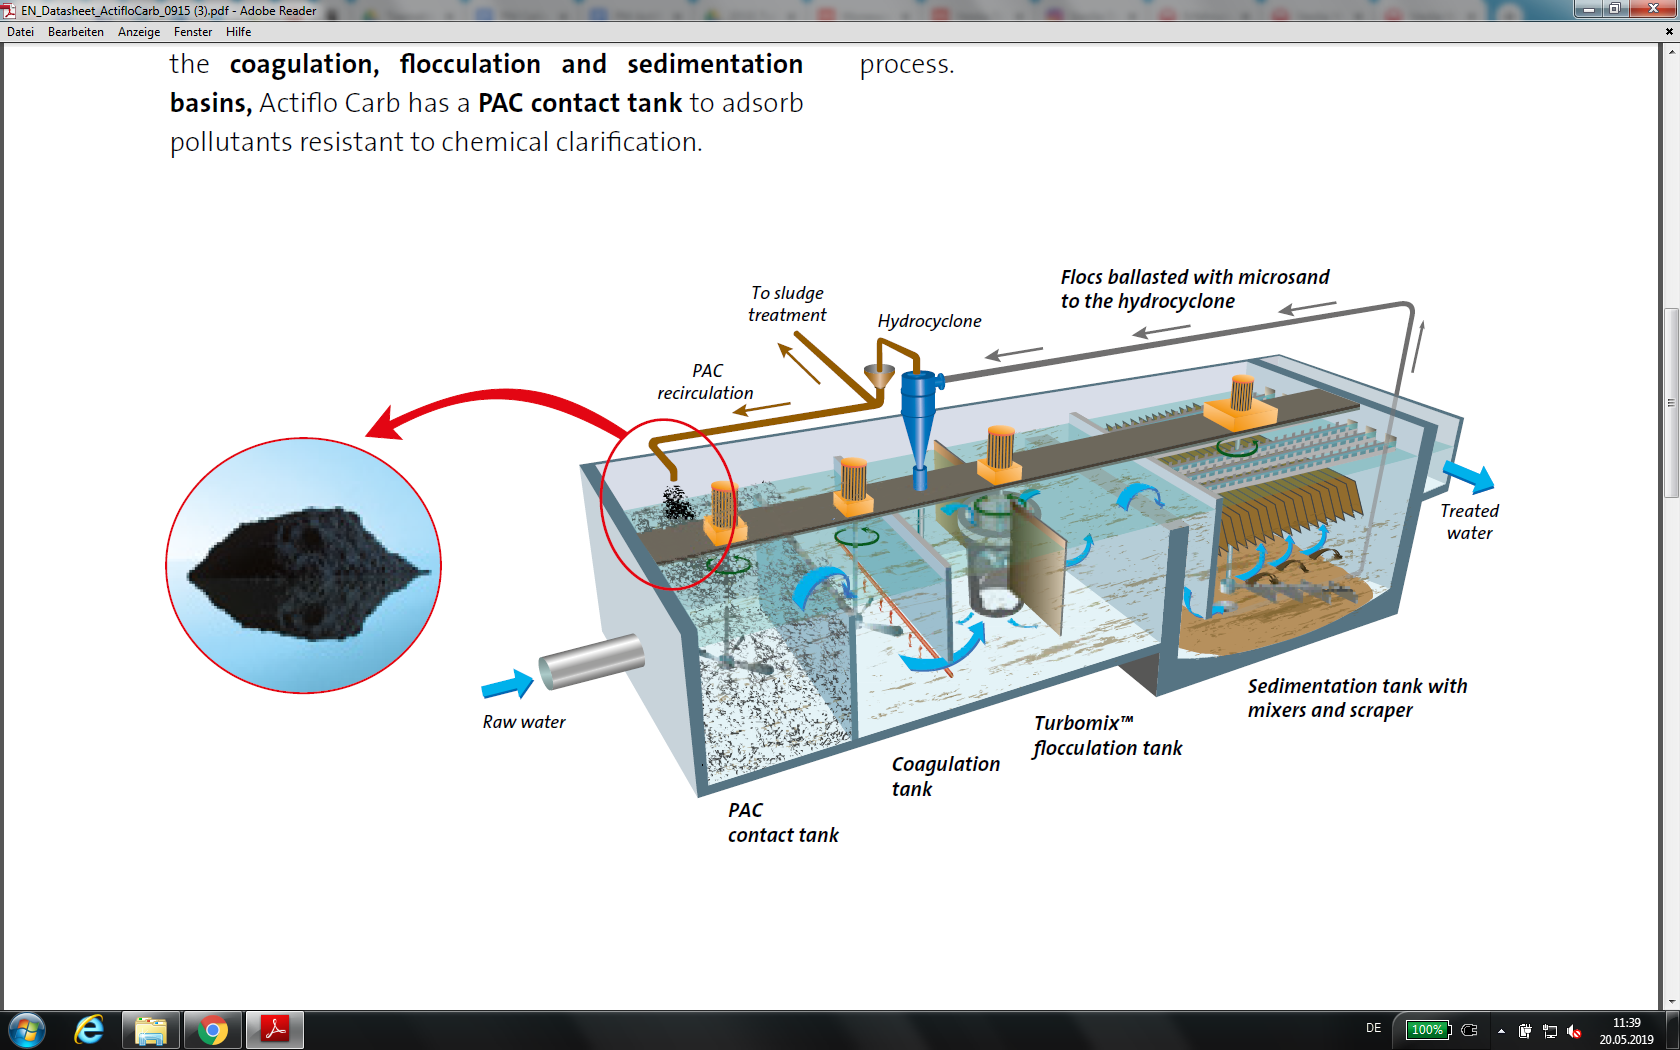 EN_Datasheet_ActifloCarb_0915 (3).pdf - Adobe Reader
Datei Bearbeiten Anzeige Fenster Hilfe
the coagulation, flocculation and sedimentation
basins, Actiflo Carb has a PAC contact tank to adsorb
pollutants resistant to chemical clarification.
process.
Flocs ballasted with microsand
to the hydrocyclone
To sludge
treatment
Hydrocyclone
PAC
recirculation
Treated
water
Raw water
Sedimentation tank with
mixers and scraper
Turbomix™
flocculation tank
Coagulation
tank
PAC
contact tank
DE
100%
11:39
20.05.2019